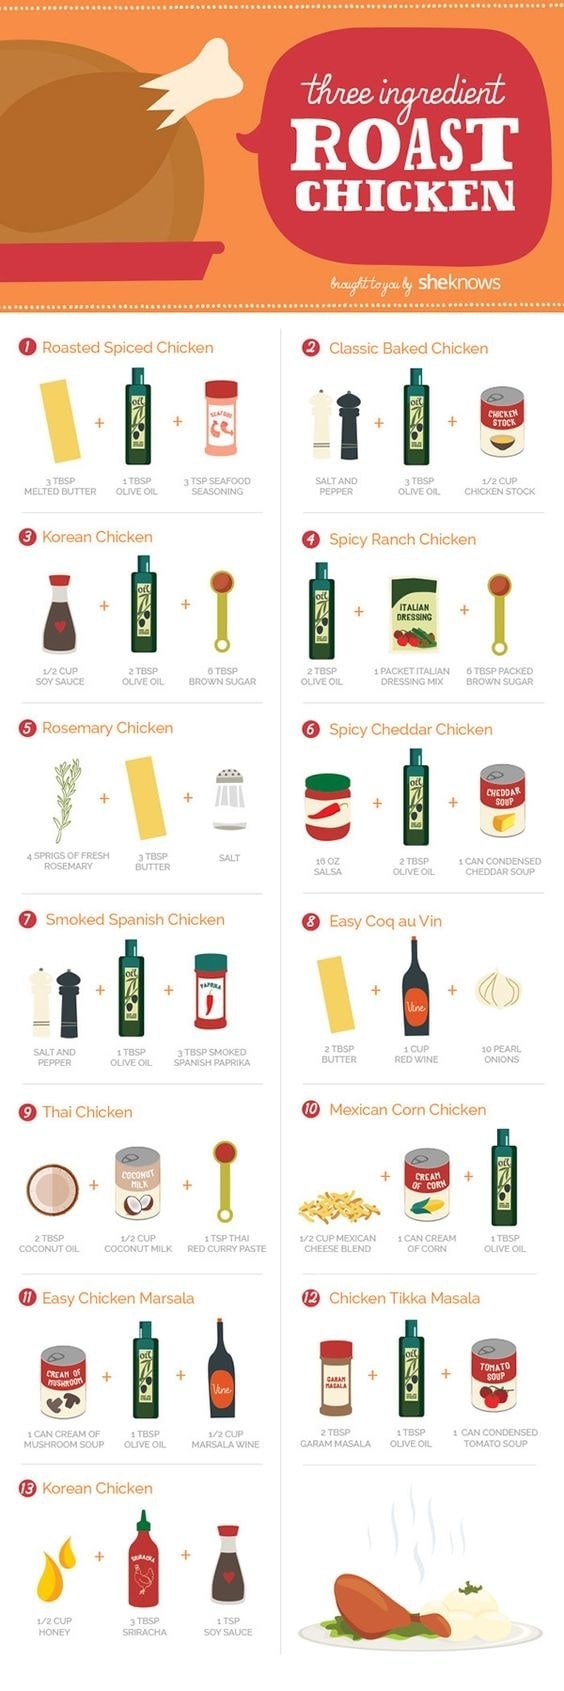 three ingredient
ROAST
CHICKEN
brought to you by sheknows
1 Roasted Spiced Chicken
OIL
SEAFOOD
3 TBSP
MELTED BUTTER
1 TBSP
OLIVE OIL
3 TSP SEAFOOD
SEASONING
2 Classic Baked Chicken
OIL
CHICKEN
STOCK
SALT AND
PEPPER
3 TBSP
OLIVE OIL
1/2 CUP
CHICKEN STOCK
3 Korean Chicken
OIL
1/2 CUP
SOY SAUCE
2 TBSP
OLIVE OIL
6 TBSP
BROWN SUGAR
4 Spicy Ranch Chicken
OIL
ITALIAN
DRESSING
2 TBSP
OLIVE OIL
1 PACKET ITALIAN
DRESSING MIX
6 TBSP PACKED
BROWN SUGAR
5 Rosemary Chicken
4 SPRIGS OF FRESH
ROSEMARY
3 TBSP
BUTTER
SALT
6 Spicy Cheddar Chicken
OIL
CHEDDAR
SOUP
16 OZ
SALSA
2 TBSP
OLIVE OIL
1 CAN CONDENSED
CHEDDAR SOUP
7 Smoked Spanish Chicken
OIL
PAPRIKA
SALT AND
PEPPER
1 TBSP
OLIVE OIL
3 TBSP SMOKED
SPANISH PAPRIKA
8 Easy Coq au Vin
Wine
2 TBSP
BUTTER
1 CUP
RED WINE
10 PEARL
ONIONS
9 Thai Chicken
COCONUT
MILK
2 TBSP
COCONUT OIL
1/2 CUP
COCONUT MILK
1 TSP THAI
RED CURRY PASTE
10 Mexican Corn Chicken
CREAM
OF CORN
OIL
1/2 CUP MEXICAN
CHEESE BLEND
1 CAN CREAM
OF CORN
1 TBSP
OLIVE OIL
11 Easy Chicken Marsala
CREAM OF
MUSHROOM
OIL
Wine
1 CAN CREAM OF
MUSHROOM SOUP
1 TBSP
OLIVE OIL
1/2 CUP
MARSALA WINE
12 Chicken Tikka Masala
GARAM
MASALA
OIL
TOMATO
SOUP
2 TBSP
GARAM MASALA
1 TBSP
OLIVE OIL
1 CAN CONDENSED
TOMATO SOUP
13 Korean Chicken
SRIRACHA
1/2 CUP
HONEY
3 TBSP
SRIRACHA
1 TSP
SOY SAUCE